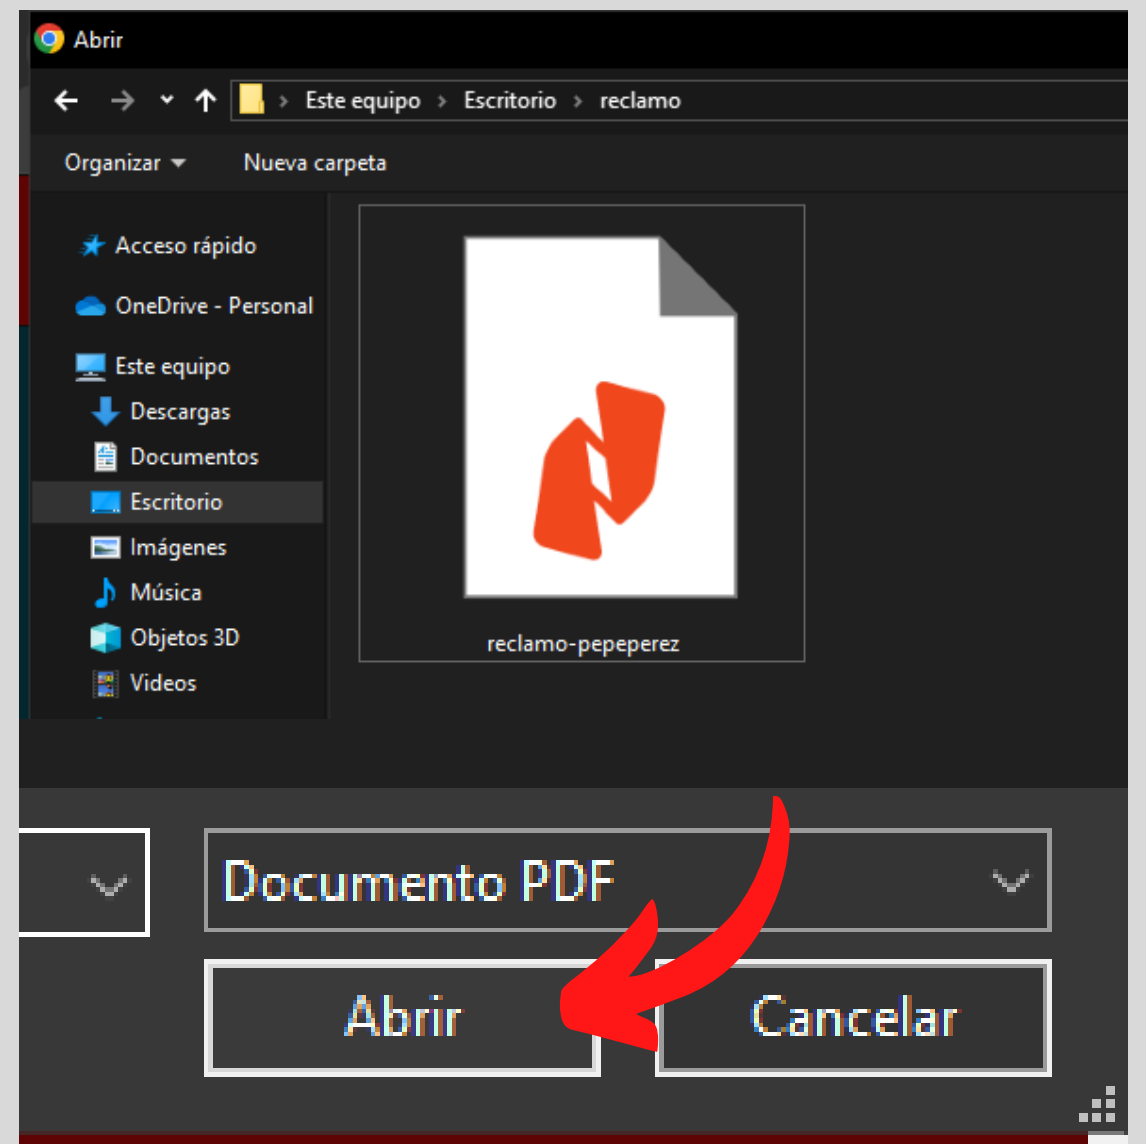 Abrir
Este equipo > Escritorio > reclamo
Organizar Nueva carpeta
Acceso rápido
OneDrive - Personal
Este equipo
Descargas
Documentos
Escritorio
Imágenes
Música
Objetos 3D
Videos
reclamo-pepeperez
Documento PDF
Abrir Cancelar